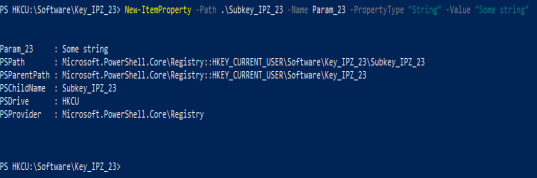 PS HKCU:\Software\Key_IPZ_23> New-ItemProperty -Path .\Subkey_IPZ_23 -Name Param_23 -PropertyType "String" -Value "Some string"
Param_23     : Some string
PSPath       : Microsoft.PowerShell.Core\Registry::HKEY_CURRENT_USER\Software\Key_IPZ_23\Subkey_IPZ_23
PSParentPath : Microsoft.PowerShell.Core\Registry::HKEY_CURRENT_USER\Software\Key_IPZ_23
PSChildName  : Subkey_IPZ_23
PSDrive      : HKCU
PSProvider   : Microsoft.PowerShell.Core\Registry
PS HKCU:\Software\Key_IPZ_23>